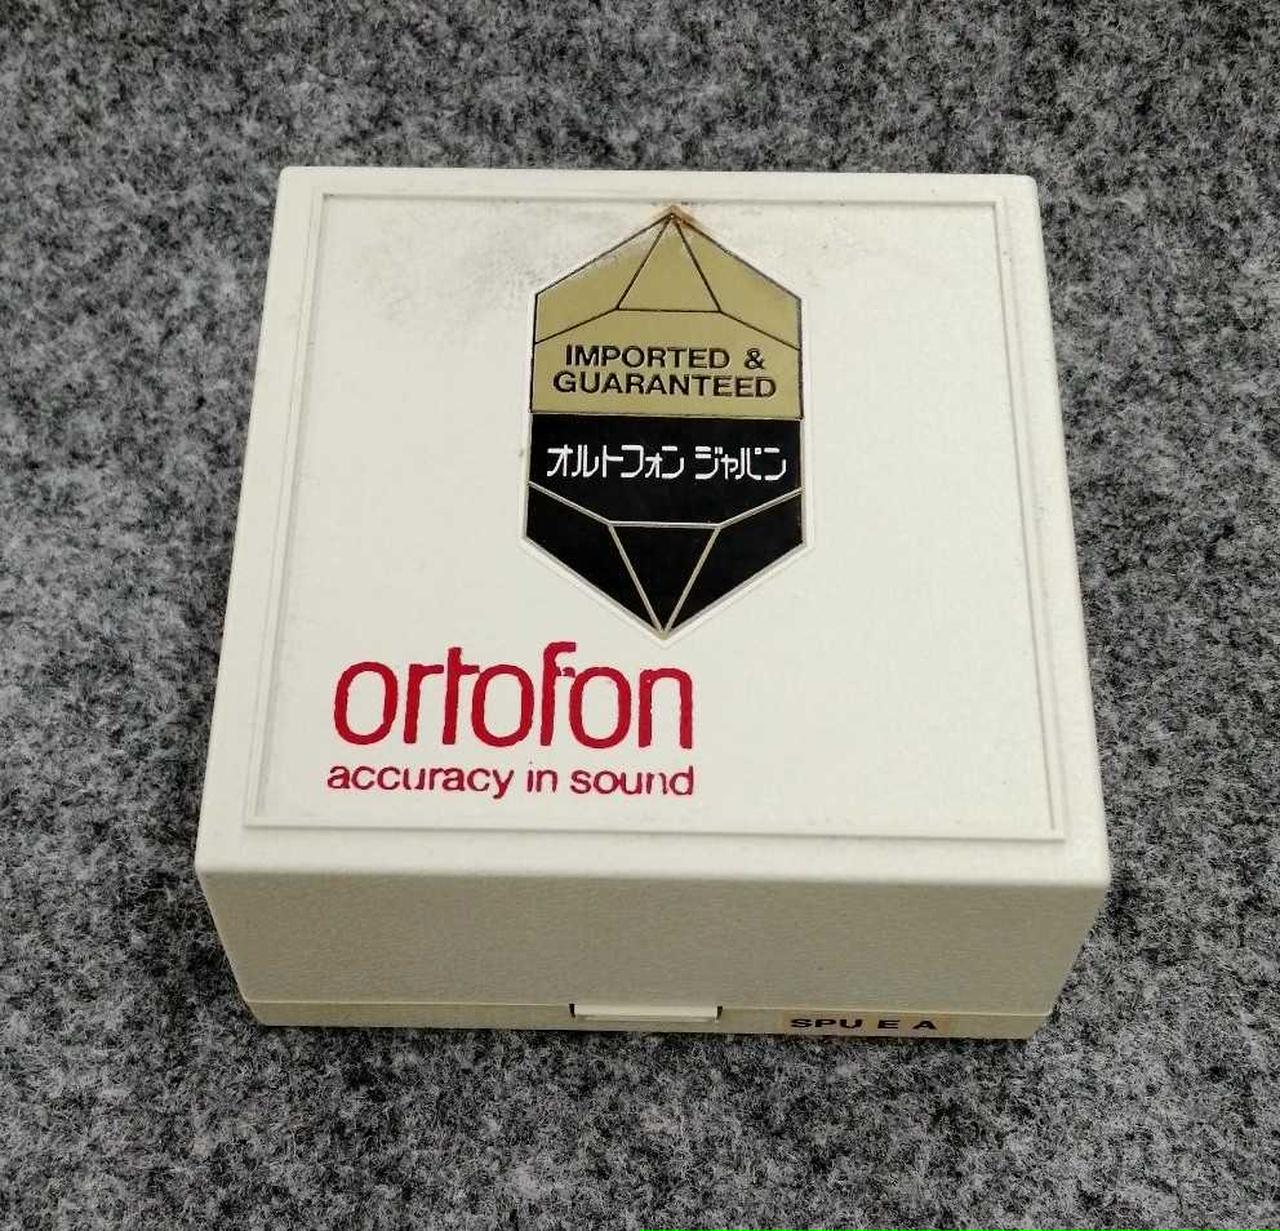 IMPORTED &
GUARANTEED
オルトフォン ジャパン
ortofon
accuracy in sound
SPU E A